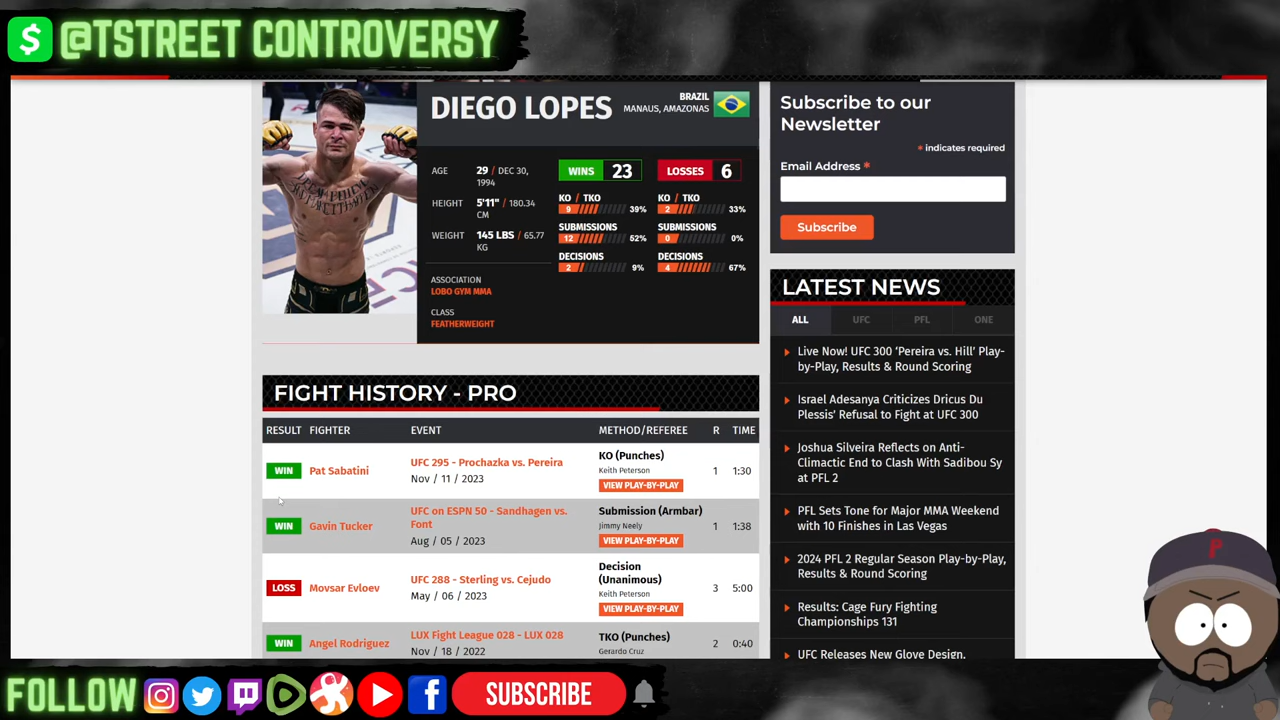 $ @TSTREET CONTROVERSY
DIEGO LOPES
BRAZIL
MANAUS, AMAZONAS
AGE
29 / DEC 30,
1994
HEIGHT
5'11" / 180.34
CM
WEIGHT
145 LBS / 65.77
KG
ASSOCIATION
LOBO GYM MMA
CLASS
FEATHERWEIGHT
WINS 23
KO / TKO
9 39%
SUBMISSIONS
12 52%
DECISIONS
2 9%
LOSSES 6
KO / TKO
2 33%
SUBMISSIONS
0 0%
DECISIONS
4 67%
FIGHT HISTORY - PRO
RESULT FIGHTER EVENT METHOD/REFEREE R TIME
WIN Pat Sabatini UFC 295 - Prochazka vs. Pereira
Nov / 11 / 2023
KO (Punches)
Keith Peterson
VIEW PLAY-BY-PLAY
1 1:30
WIN Gavin Tucker UFC on ESPN 50 - Sandhagen vs.
Font
Aug / 05 / 2023
Submission (Armbar)
Jimmy Neely
VIEW PLAY-BY-PLAY
1 1:38
LOSS Movsar Evloev UFC 288 - Sterling vs. Cejudo
May / 06 / 2023
Decision
(Unanimous)
Keith Peterson
VIEW PLAY-BY-PLAY
3 5:00
WIN Angel Rodriguez LUX Fight League 028 - LUX 028
Nov / 18 / 2022
TKO (Punches)
Gerardo Cruz
2 0:40
Subscribe to our
Newsletter
* indicates required
Email Address *
Subscribe
LATEST NEWS
ALL UFC PFL ONE
Live Now! UFC 300 ‘Pereira vs. Hill’ Play-
by-Play, Results & Round Scoring
Israel Adesanya Criticizes Dricus Du
Plessis’ Refusal to Fight at UFC 300
Joshua Silveira Reflects on Anti-
Climactic End to Clash With Sadibou Sy
at PFL 2
PFL Sets Tone for Major MMA Weekend
with 10 Finishes in Las Vegas
2024 PFL 2 Regular Season Play-by-Play,
Results & Round Scoring
Results: Cage Fury Fighting
Championships 131
UFC Releases New Glove Design,
P
FOLLOW
SUBSCRIBE